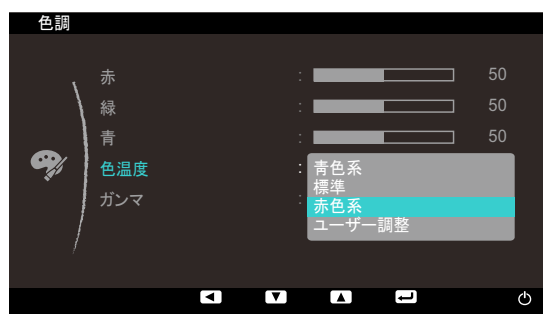 色調
赤 : 50
緑 : 50
青 : 50
色温度 : 青色系
標準
赤色系
ガンマ :
ユーザー調整